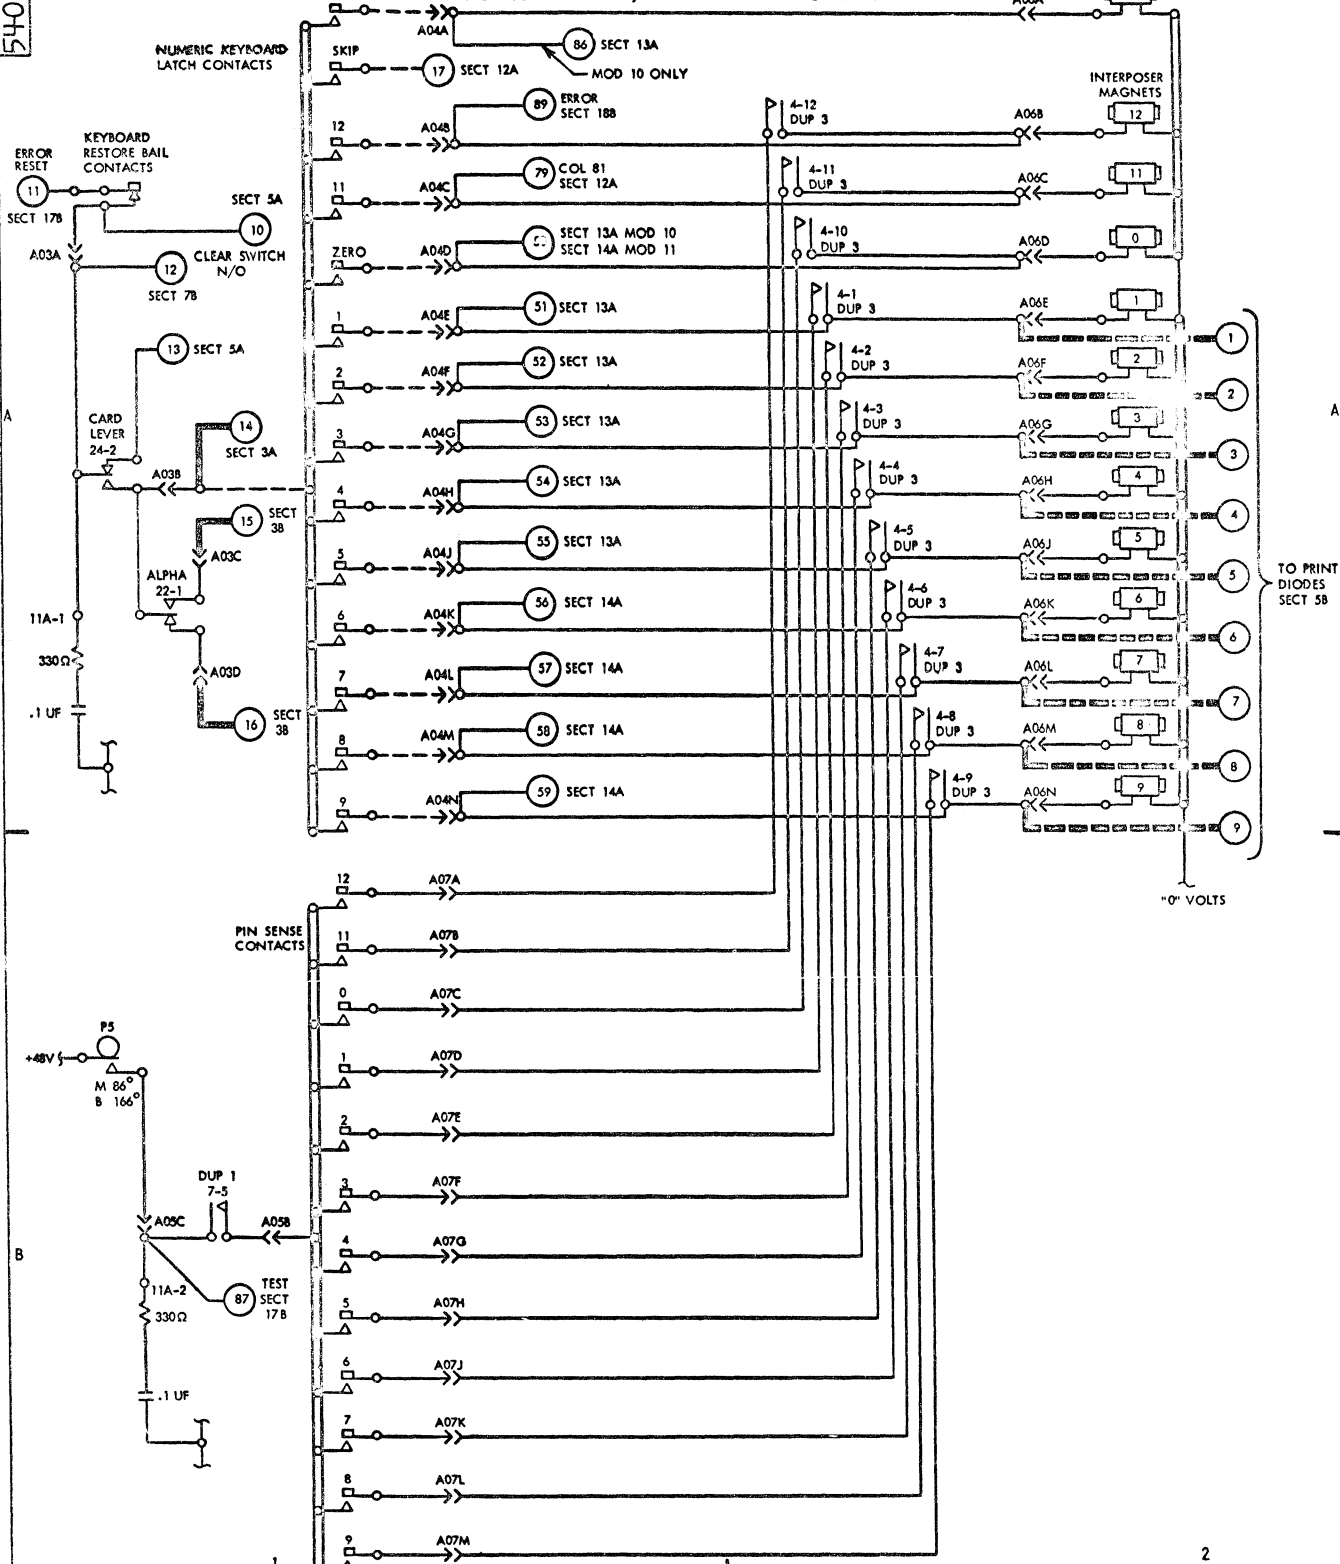 540
A04A
86 SECT 13A
MOD 10 ONLY
NUMERIC KEYBOARD
LATCH CONTACTS
SKIP
17 SECT 12A
INTERPOSER
MAGNETS
12
A04B
89 ERROR
SECT 18B
4-12
DUP 3
A06B
12
ERROR
RESET
11
SECT 17B
KEYBOARD
RESTORE BAIL
CONTACTS
11
A04C
79 COL 81
SECT 12A
4-11
DUP 3
A06C
11
SECT 5A
10
CLEAR SWITCH
N/O
A03A
12
SECT 7B
ZERO
A04D
SECT 13A MOD 10
SECT 14A MOD 11
4-10
DUP 3
A06D
0
1
A04E
51 SECT 13A
4-1
DUP 3
A06E
1
1
13 SECT 5A
2
A04F
52 SECT 13A
4-2
DUP 3
A06F
2
2
A
A
CARD
LEVER
24-2
14
SECT 3A
A03B
3
A04G
53 SECT 13A
4-3
DUP 3
A06G
3
3
4
A04H
54 SECT 13A
4-4
DUP 3
A06H
4
4
15 SECT
3B
A03C
5
A04J
55 SECT 13A
4-5
DUP 3
A06J
5
5
TO PRINT
DIODES
SECT 5B
ALPHA
22-1
6
A04K
56 SECT 14A
4-6
DUP 3
A06K
6
6
11A-1
330Ω
.1 UF
A03D
16 SECT
3B
7
A04L
57 SECT 14A
4-7
DUP 3
A06L
7
7
8
A04M
58 SECT 14A
4-8
DUP 3
A06M
8
8
9
A04N
59 SECT 14A
4-9
DUP 3
A06N
9
9
"0" VOLTS
PIN SENSE
CONTACTS
12
A07A
11
A07B
0
A07C
P5
+48V
M 86°
B 166°
1
A07D
2
A07E
DUP 1
7-5
3
A07F
A05C
A05B
B
4
A07G
11A-2
330Ω
87 TEST
SECT
17B
5
A07H
.1 UF
6
A07J
7
A07K
8
A07L
9
A07M
1
2